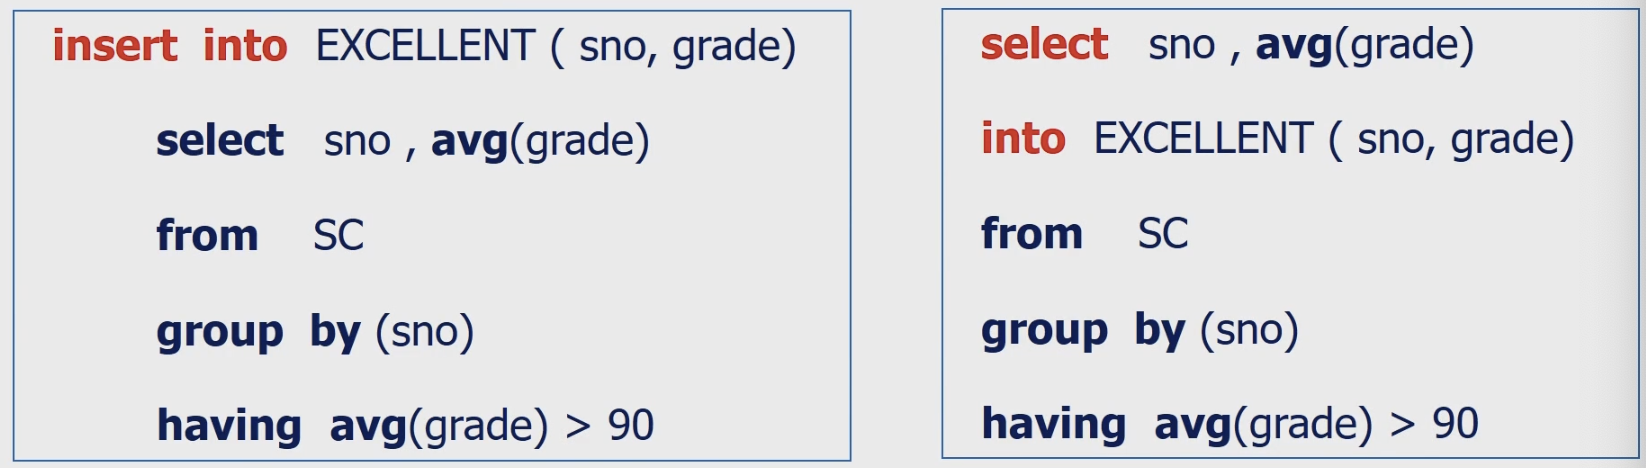 insert into EXCELLENT ( sno, grade)
select sno , avg(grade)
from SC
group by (sno)
having avg(grade) > 90
select sno , avg(grade)
into EXCELLENT ( sno, grade)
from SC
group by (sno)
having avg(grade) > 90